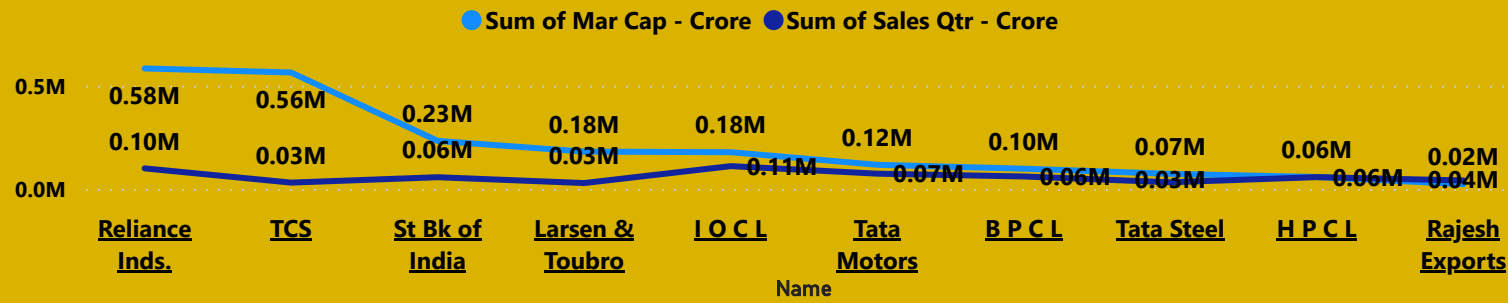 Sum of Mar Cap - Crore Sum of Sales Qtr - Crore
0.5M
0.0M
0.58M 0.56M 0.23M 0.18M 0.18M 0.12M 0.10M 0.07M 0.06M 0.02M
0.10M 0.03M 0.06M 0.03M 0.11M 0.07M 0.06M 0.03M 0.06M 0.04M
Reliance Inds.
TCS
St Bk of India
Larsen & Toubro
I O C L
Tata Motors
B P C L
Tata Steel
H P C L
Rajesh Exports
Name